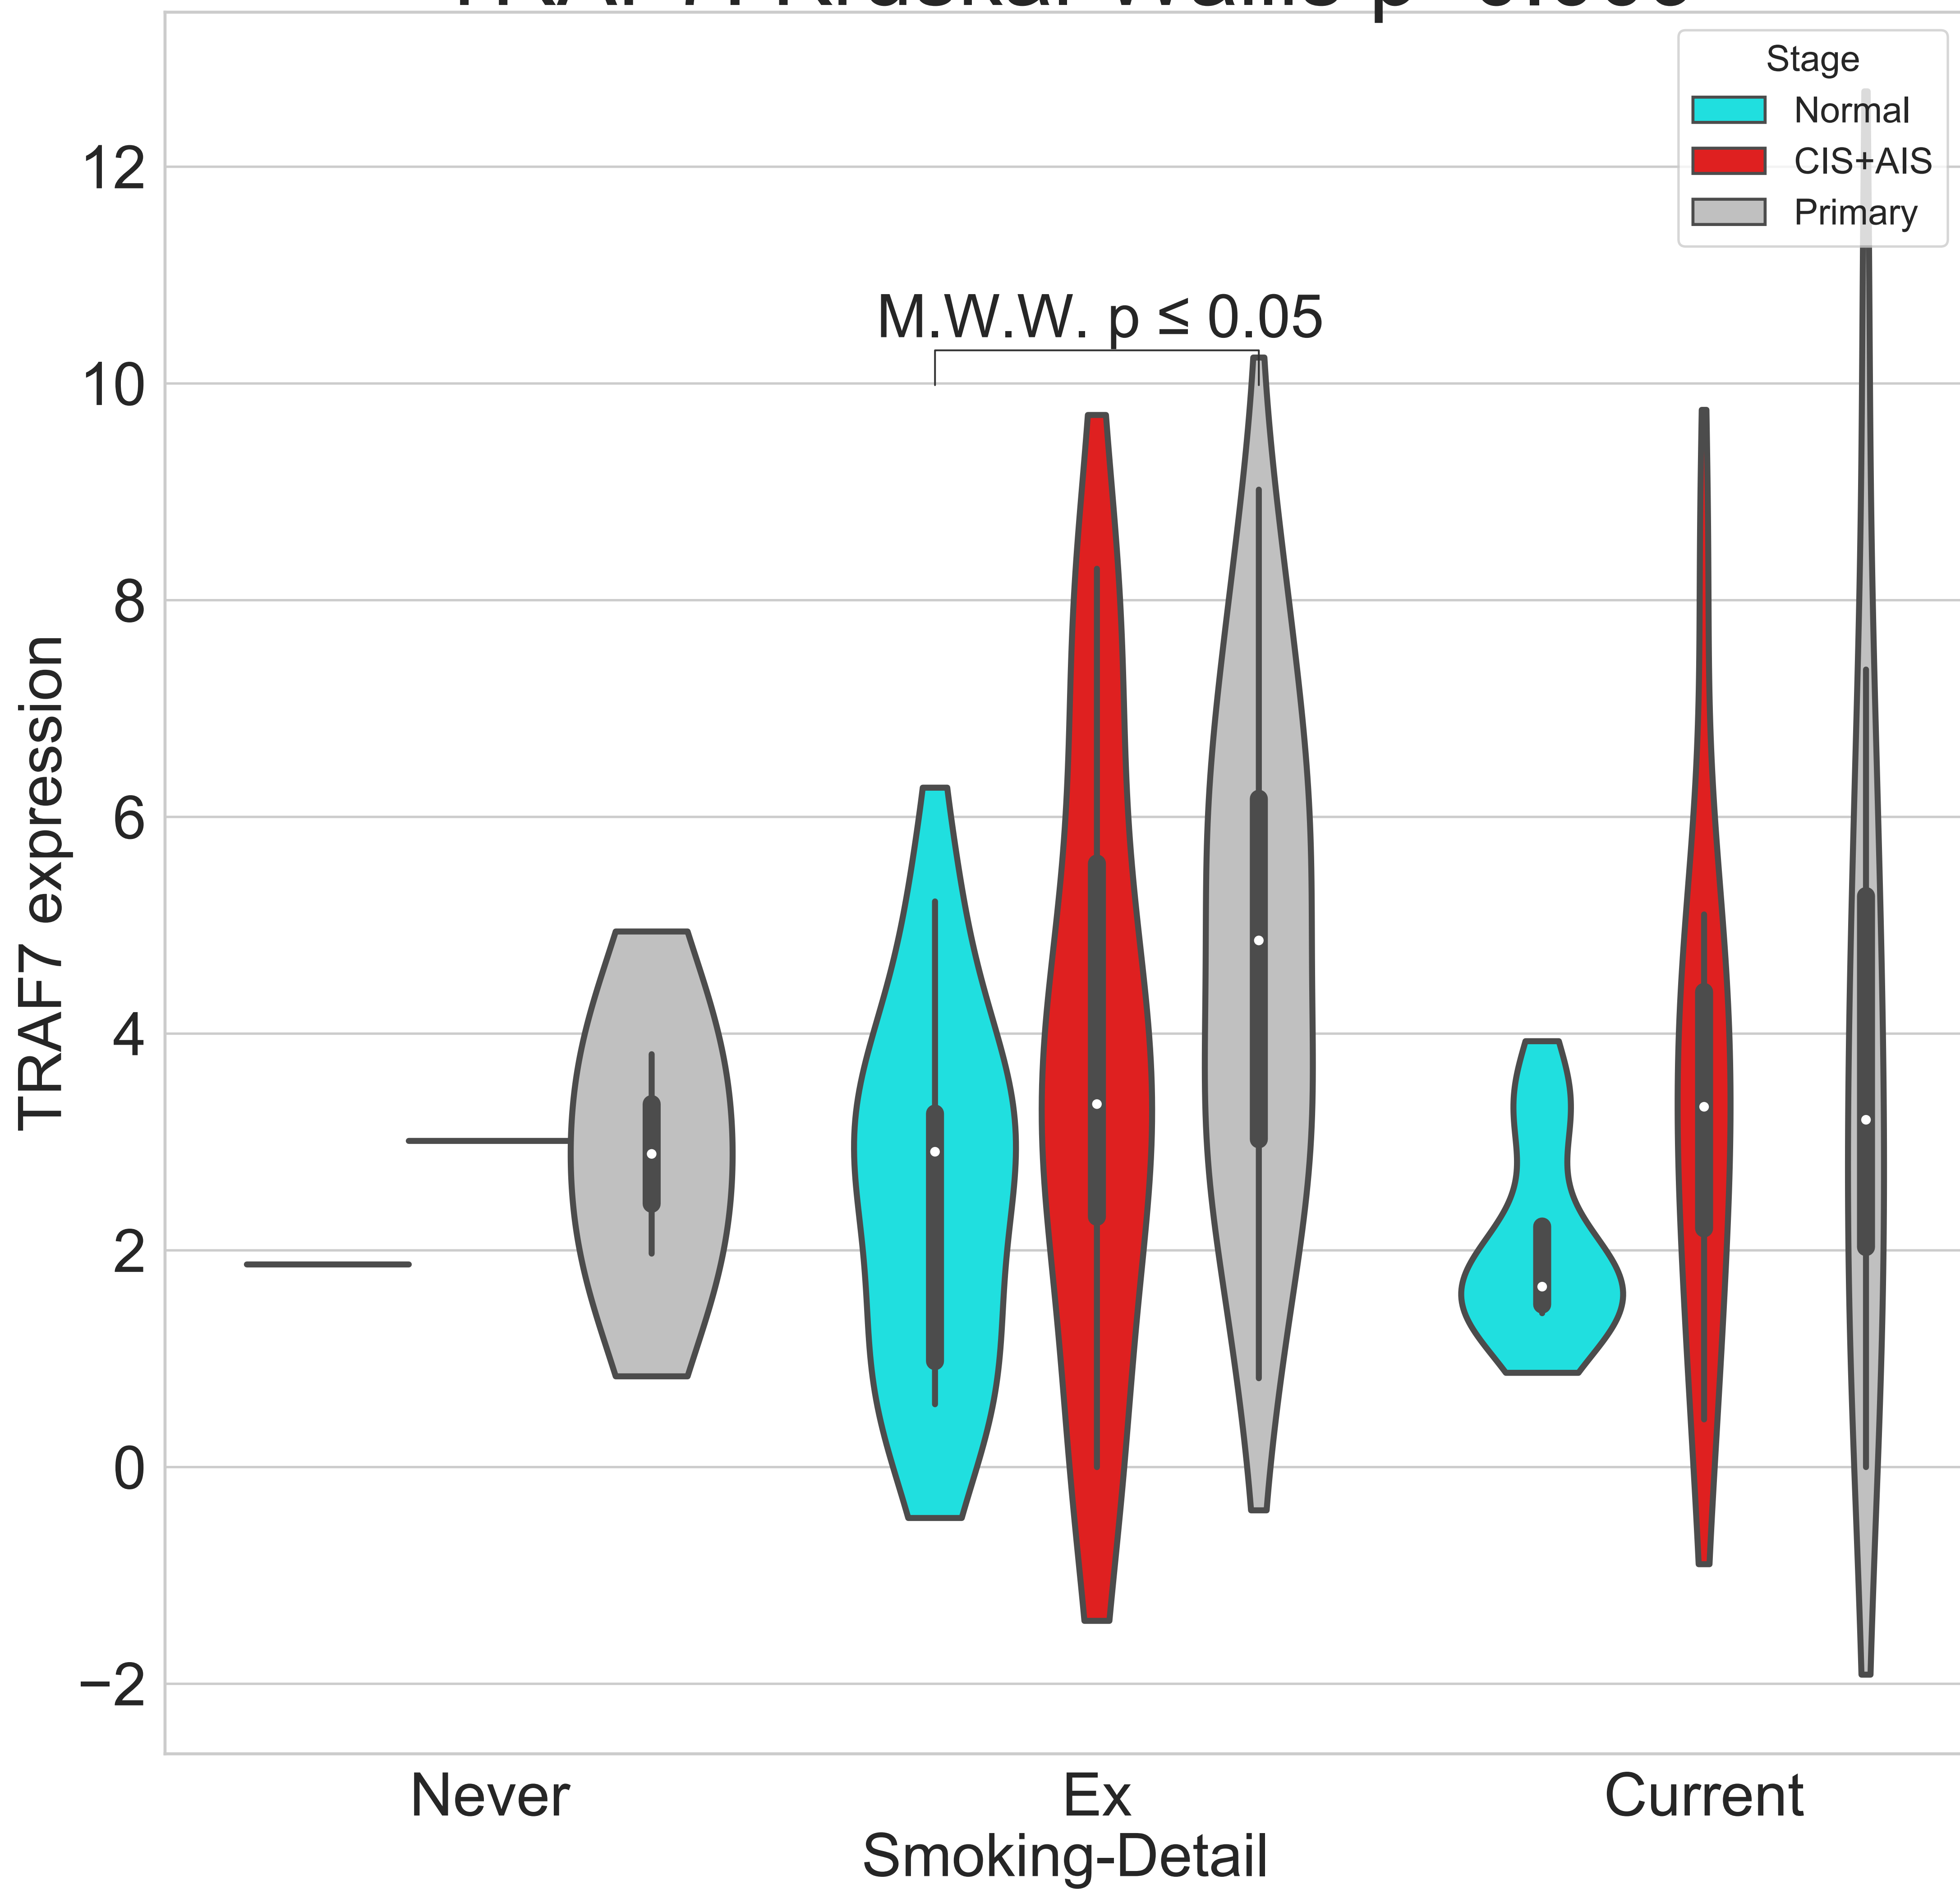 Stage
Normal
CIS+AIS
Primary
M.W.W. p ≤ 0.05
TRAF7 expression
12
10
8
6
4
2
0
−2
Never
Ex
Current
Smoking-Detail